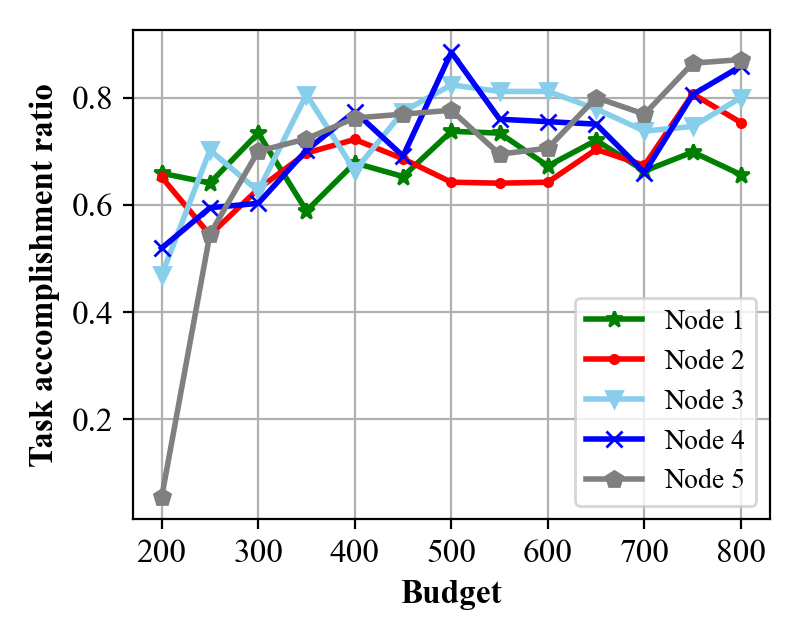 Task accomplishment ratio
0.8
0.6
0.4
0.2
200 300 400 500 600 700 800
Budget
Node 1
Node 2
Node 3
Node 4
Node 5